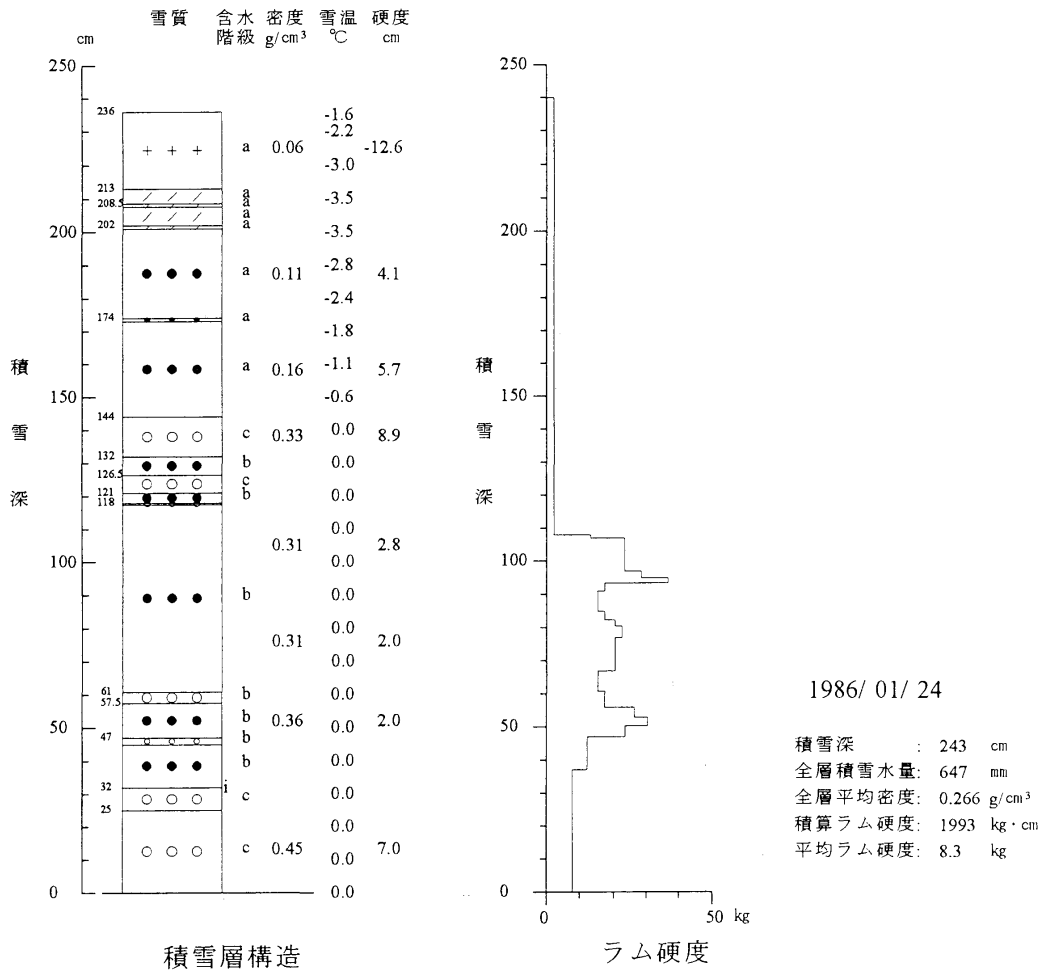 雪質 含水 密度 雪温 硬度
cm 階級 g/cm³ ℃ cm
250
236 -1.6
-2.2
a 0.06 -12.6
-3.0
213
a -3.5
208.5 a
a
202 a
200 -3.5
-2.8
a 0.11 4.1
-2.4
174 a
-1.8
a 0.16 -1.1 5.7
150 -0.6
144
c 0.33 0.0 8.9
132
b 0.0
126.5
c
121 b 0.0
118
0.0
0.31 2.8
100 0.0
b 0.0
0.0
0.31 2.0
0.0
61 b 0.0
57.5
b 0.36 2.0
50 0.0
47 b
b 0.0
32 i
c 0.0
25
0.0
c 0.45 7.0
0.0
0 0.0
積雪深
積雪層構造
250
200
150
100
50
0
積雪深
0 50 kg
ラム硬度
1986/ 01/ 24
積雪深 : 243 cm
全層積雪水量: 647 mm
全層平均密度: 0.266 g/cm³
積算ラム硬度: 1993 kg·cm
平均ラム硬度: 8.3 kg